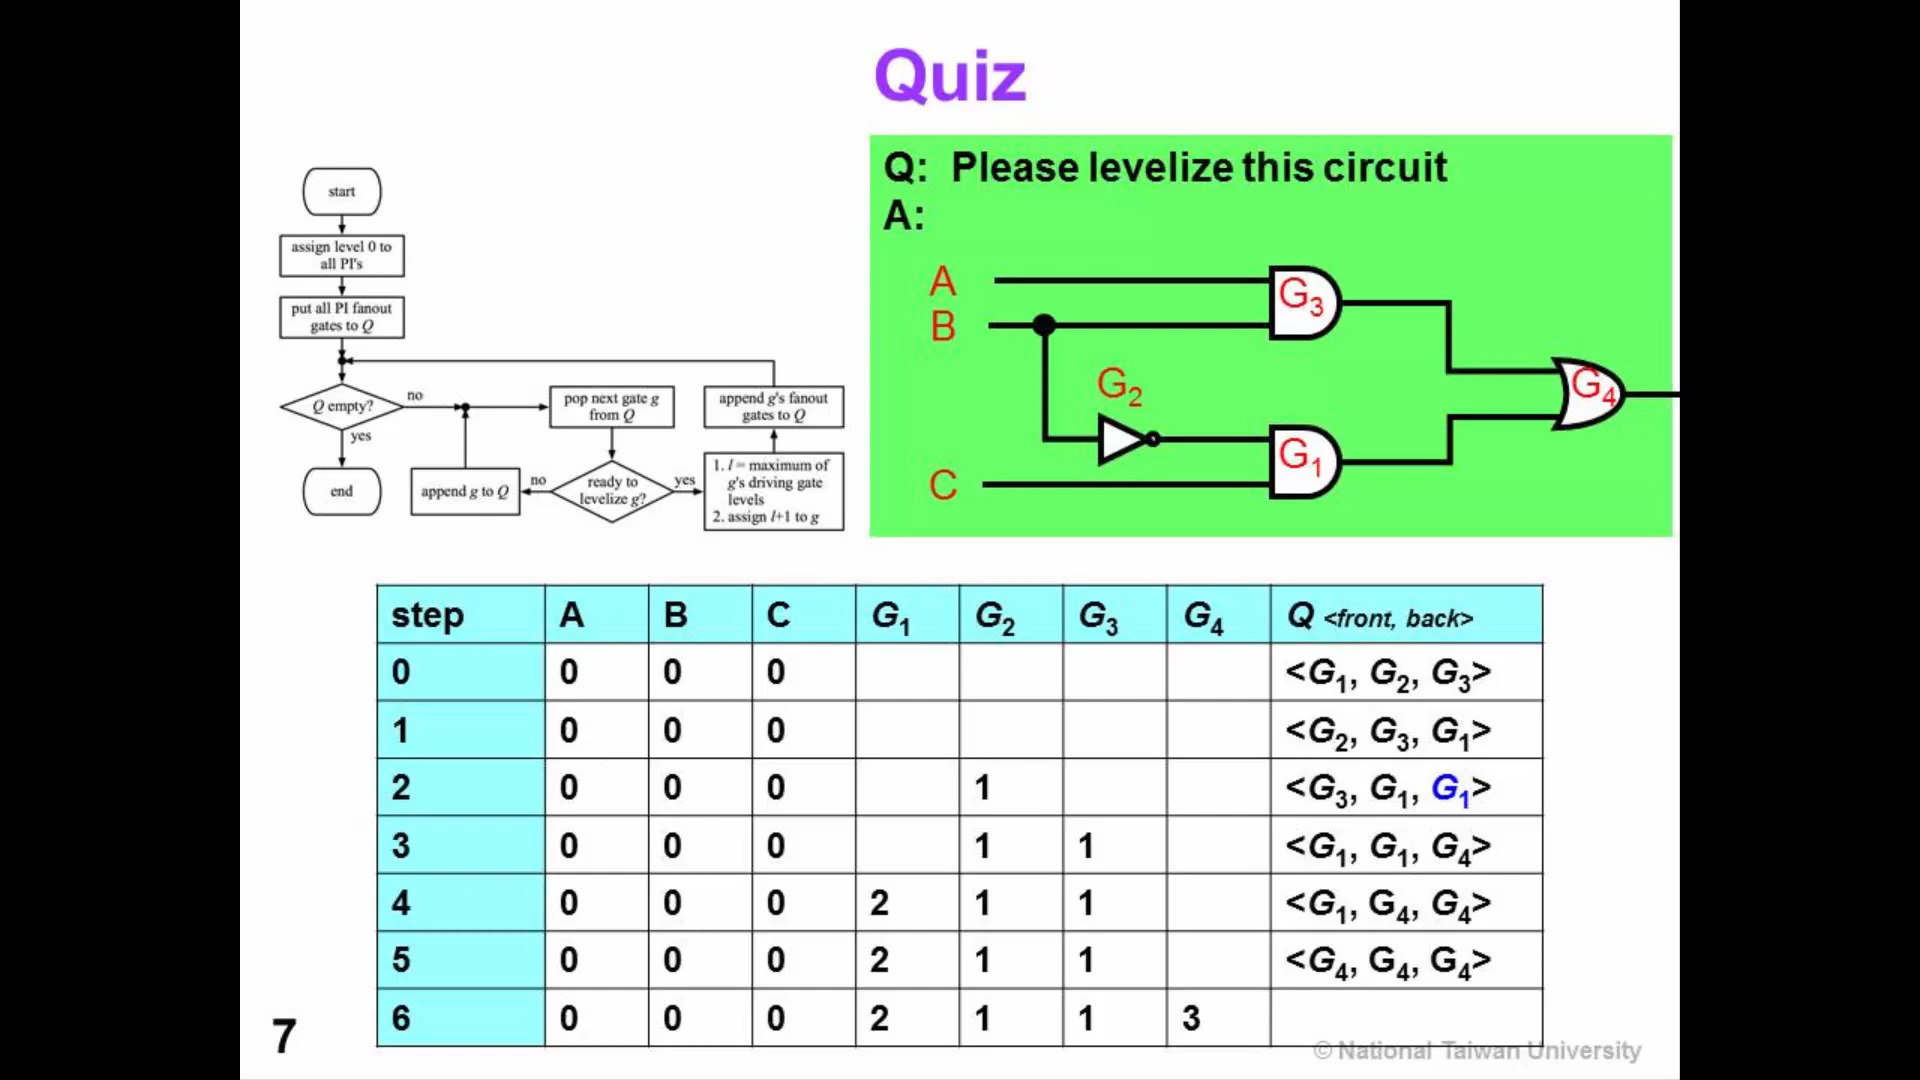 Quiz
start
assign level 0 to
all PI's
put all PI fanout
gates to Q
Q empty?
no
yes
end
pop next gate g
from Q
append g's fanout
gates to Q
append g to Q
no
ready to
levelize g?
yes
1. l = maximum of
g's driving gate
levels
2. assign l+1 to g
Q: Please levelize this circuit
A:
A
B
C
G3
G2
G1
G4
step A B C G1 G2 G3 G4 Q <front, back>
0 0 0 0 <G1, G2, G3>
1 0 0 0 <G2, G3, G1>
2 0 0 0 1 <G3, G1, G1>
3 0 0 0 1 1 <G1, G1, G4>
4 0 0 0 2 1 1 <G1, G4, G4>
5 0 0 0 2 1 1 <G4, G4, G4>
6 0 0 0 2 1 1 3
7
© National Taiwan University